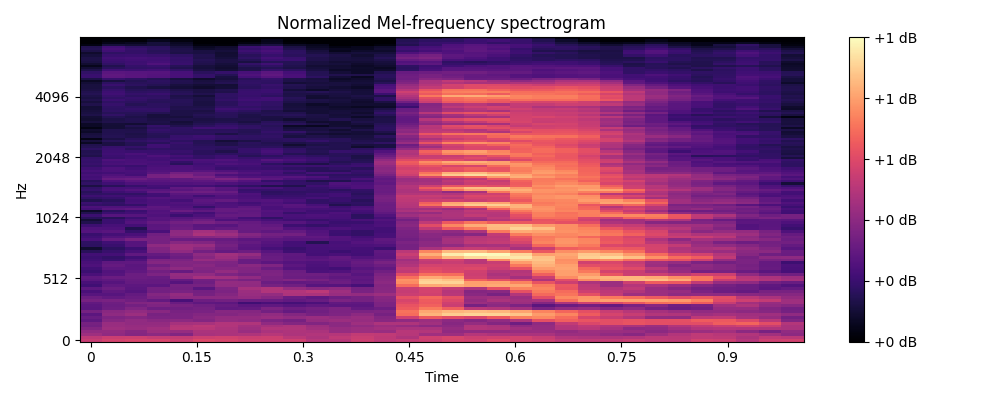 Normalized Mel-frequency spectrogram
Hz
4096
2048
1024
512
0
0 0.15 0.3 0.45 0.6 0.75 0.9
Time
+1 dB
+1 dB
+1 dB
+0 dB
+0 dB
+0 dB